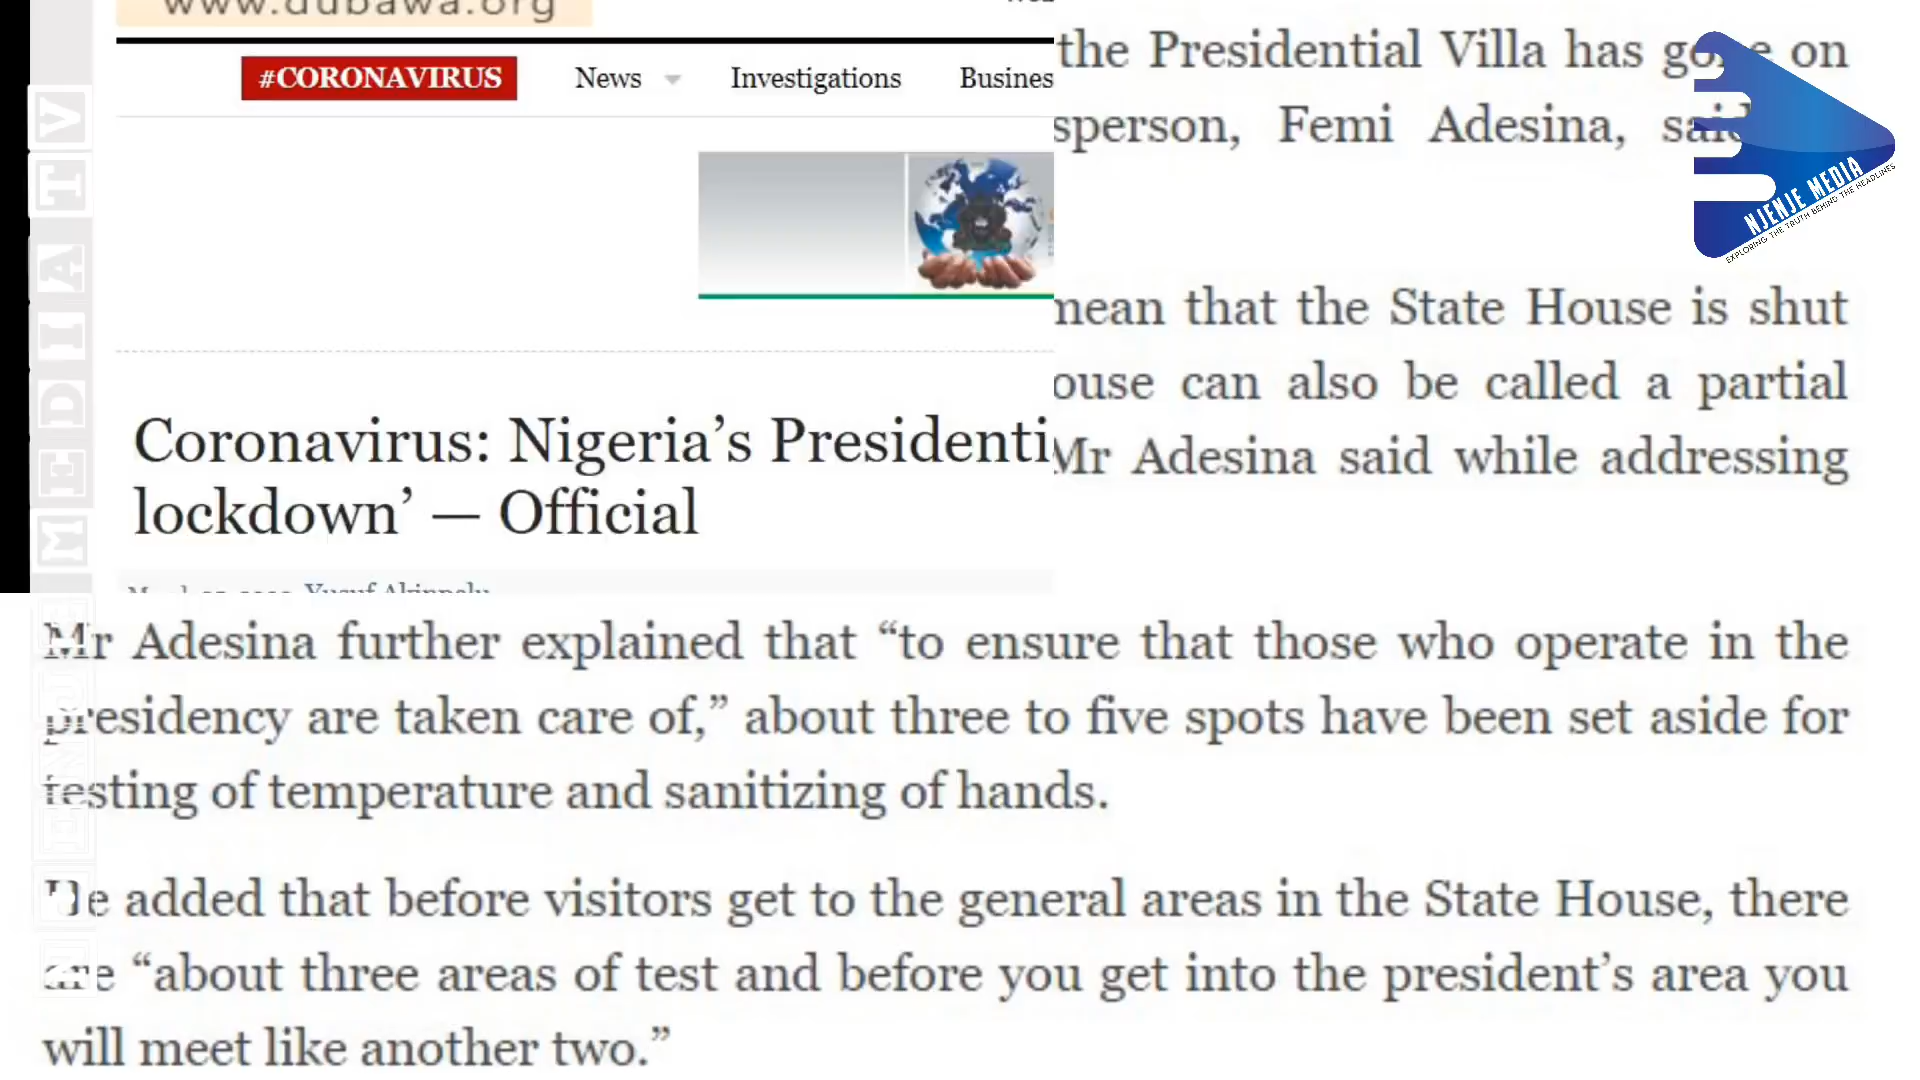 www.dubawa.org
#CORONAVIRUS News Investigations Busines
Coronavirus: Nigeria’s Presidenti
lockdown’ — Official
Yusuf Akinpelu
the Presidential Villa has gone on
sperson, Femi Adesina, said
mean that the State House is shut
ouse can also be called a partial
Mr Adesina said while addressing
Mr Adesina further explained that “to ensure that those who operate in the
presidency are taken care of,” about three to five spots have been set aside for
testing of temperature and sanitizing of hands.
He added that before visitors get to the general areas in the State House, there
are “about three areas of test and before you get into the president’s area you
will meet like another two.”
NJENJE MEDIA
EXPLORING THE TRUTH BEHIND THE HEADLINES
NJENJE MEDIA TV